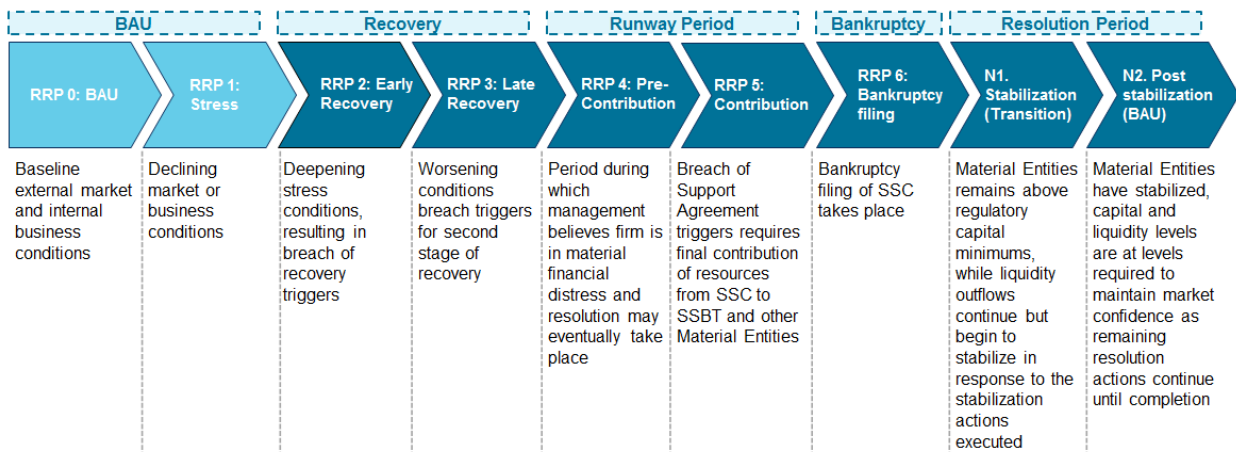 BAU
Recovery
Runway Period
Bankruptcy
Resolution Period
RRP 0: BAU
RRP 1:
Stress
RRP 2: Early
Recovery
RRP 3: Late
Recovery
RRP 4: Pre-
Contribution
RRP 5:
Contribution
RRP 6:
Bankruptcy
filing
N1.
Stabilization
(Transition)
N2. Post
stabilization
(BAU)
Baseline
external market
and internal
business
conditions
Declining
market or
business
conditions
Deepening
stress
conditions,
resulting in
breach of
recovery
triggers
Worsening
conditions
breach triggers
for second
stage of
recovery
Period during
which
management
believes firm is
in material
financial
distress and
resolution may
eventually take
place
Breach of
Support
Agreement
triggers requires
final contribution
of resources
from SSC to
SSBT and other
Material Entities
Bankruptcy
filing of SSC
takes place
Material Entities
remains above
regulatory
capital
minimums,
while liquidity
outflows
continue but
begin to
stabilize in
response to the
stabilization
actions
executed
Material Entities
have stabilized,
capital and
liquidity levels
are at levels
required to
maintain market
confidence as
remaining
resolution
actions continue
until completion